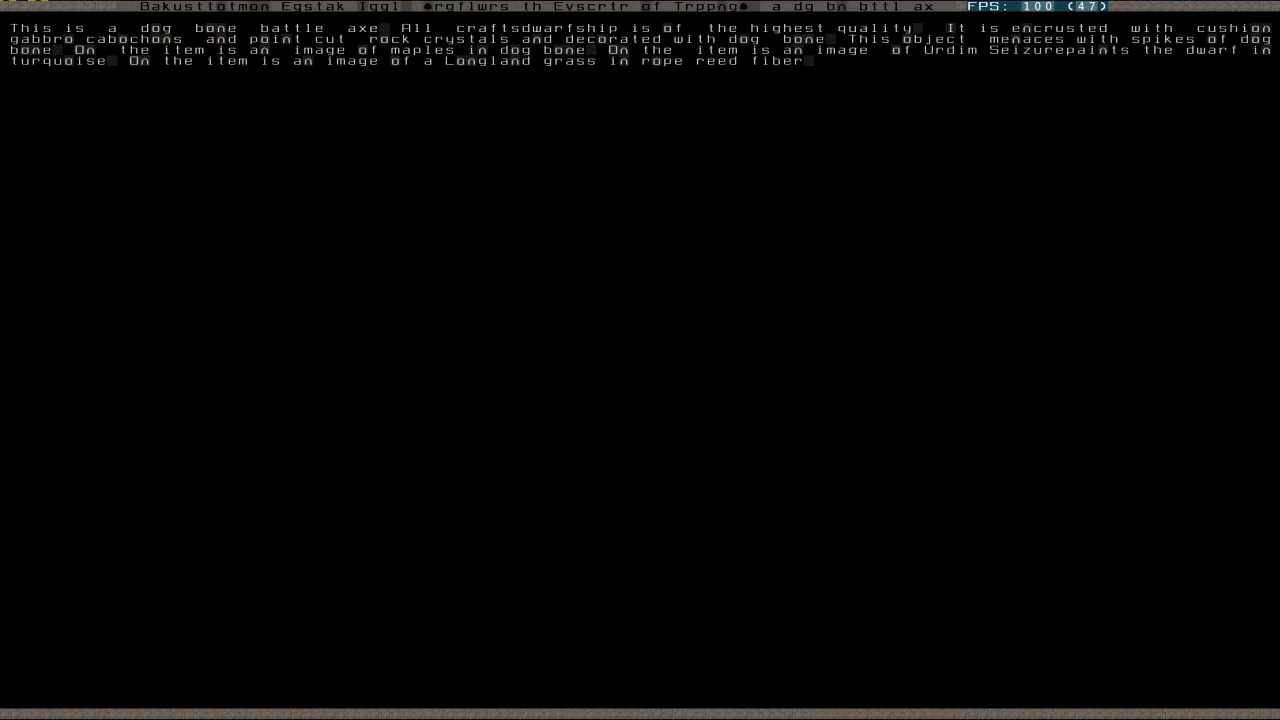 Bakusttotmon Egstak Iggl *rgflwrs th Evscrtr of Trppng* a dg bn bttl ax FPS: 100 (47)
This is a dog bone battle axe All craftsdwarfship is of the highest quality It is encrusted with cushion
gabbro cabochons and point cut rock crystals and decorated with dog bone This object menaces with spikes of dog
bone On the item is an image of maples in dog bone On the item is an image of Urdim Seizurepaints the dwarf in
turquoise On the item is an image of a Longland grass in rope reed fiber